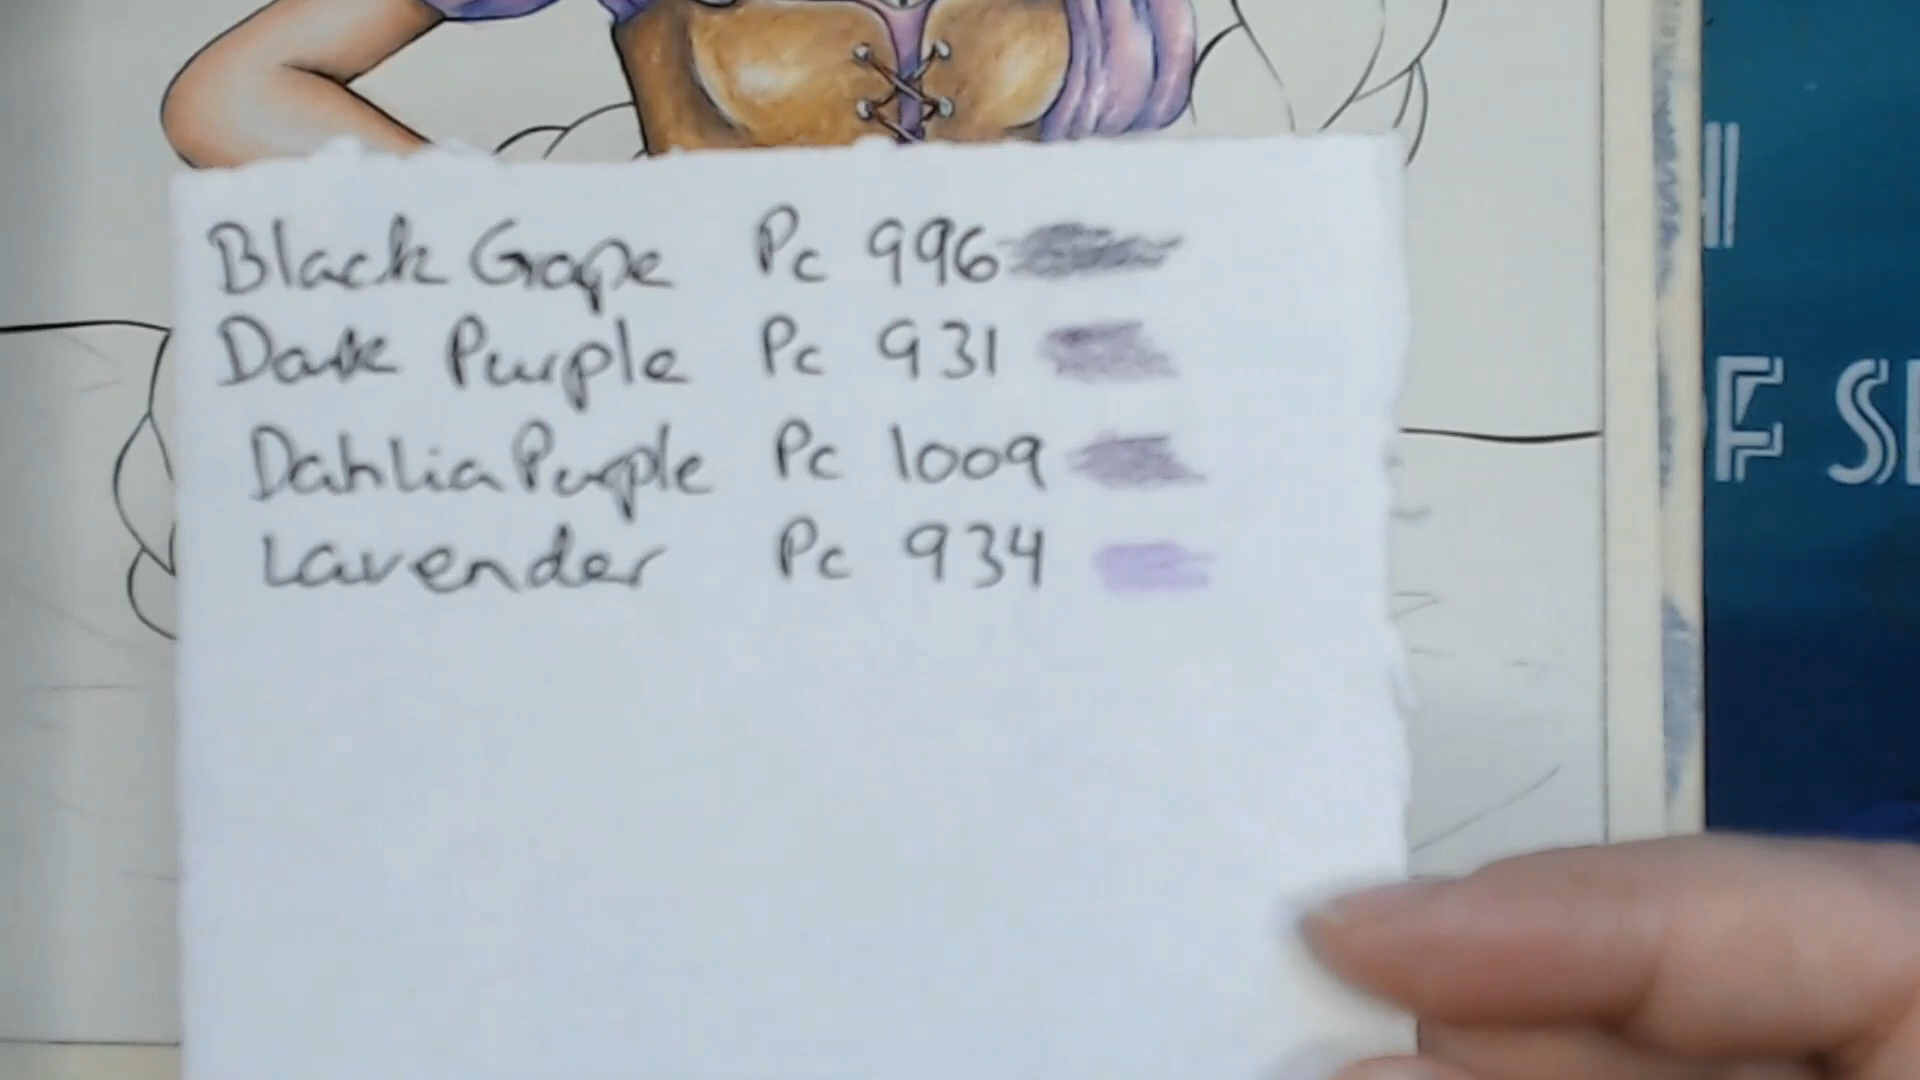 Black Grape Pc 996
Dark Purple Pc 931
Dahlia Purple Pc 1009
Lavender Pc 934